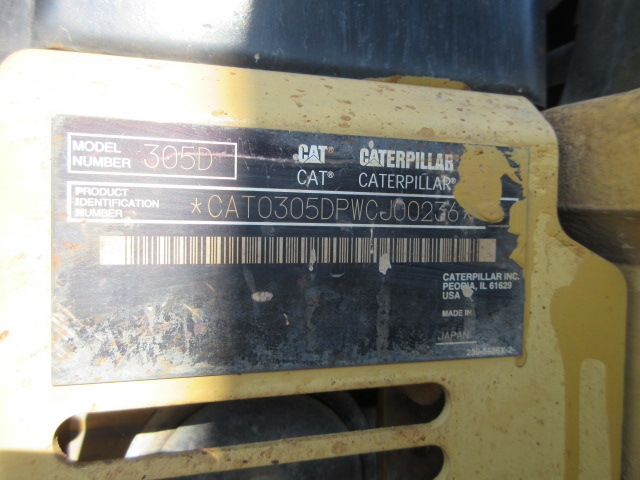 MODEL
NUMBER 305D
CAT® CATERPILLAR
CAT® CATERPILLAR
PRODUCT
IDENTIFICATION
NUMBER *CAT0305DPWCJ00236*
CATERPILLAR INC.
PEORIA, IL 61629
USA
MADE IN
JAPAN